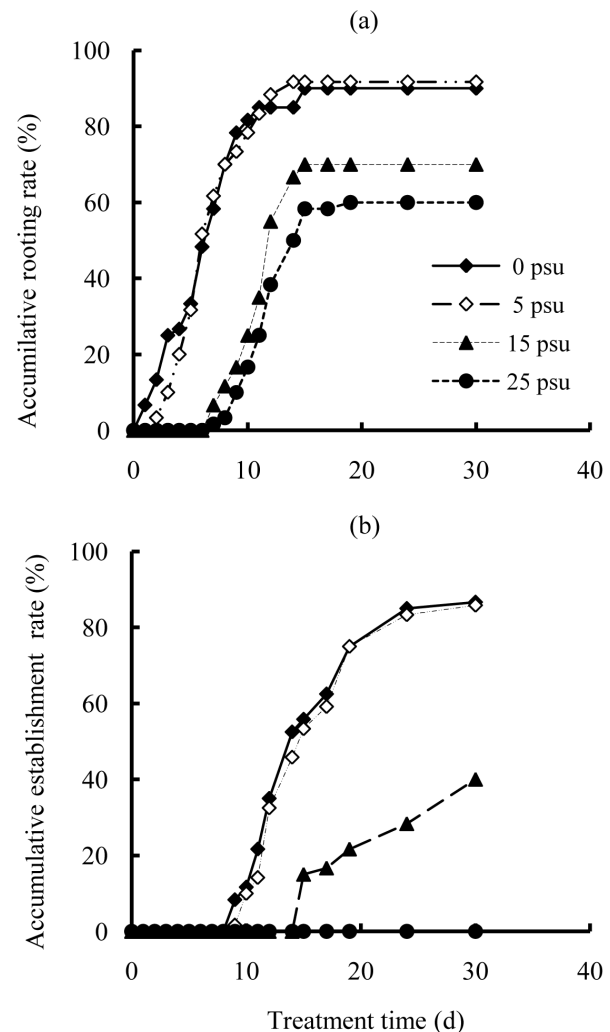 (a)
Accumilative rooting rate (%)
100
80
60
40
20
0
0 psu
5 psu
15 psu
25 psu
0 10 20 30 40
(b)
Accumulative establishment rate (%)
100
80
60
40
20
0
0 10 20 30 40
Treatment time (d)